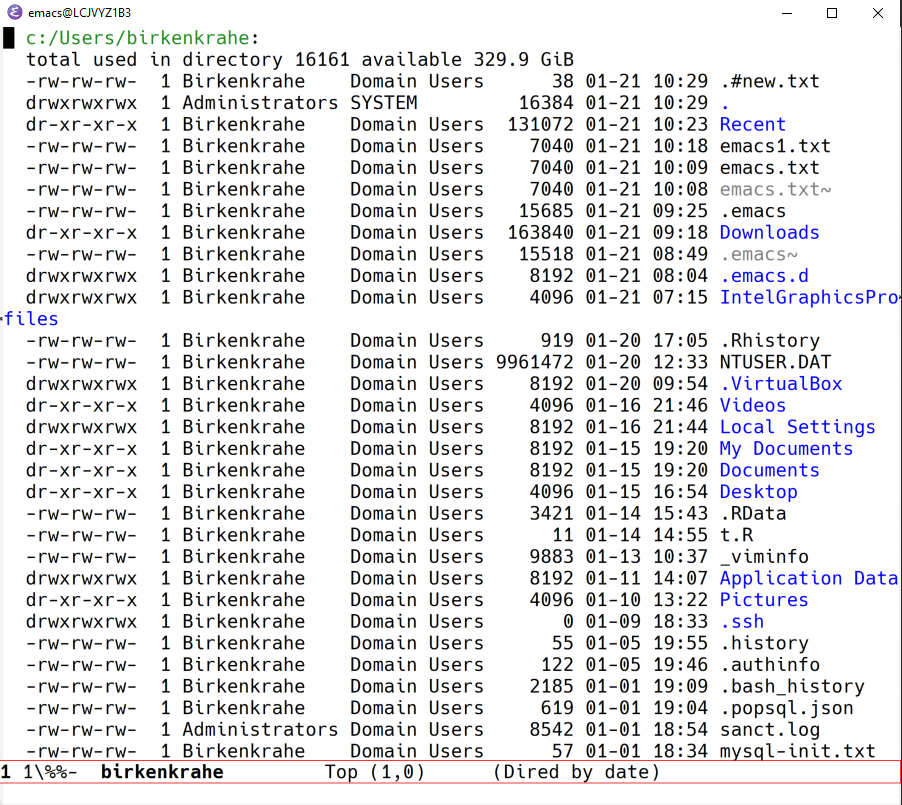 emacs@LCJVYZ1B3
c:/Users/birkenkrahe:
total used in directory 16161 available 329.9 GiB
-rw-rw-rw- 1 Birkenkrahe Domain Users 38 01-21 10:29 .#new.txt
drwxrwxrwx 1 Administrators SYSTEM 16384 01-21 10:29 .
dr-xr-xr-x 1 Birkenkrahe Domain Users 131072 01-21 10:23 Recent
-rw-rw-rw- 1 Birkenkrahe Domain Users 7040 01-21 10:18 emacs1.txt
-rw-rw-rw- 1 Birkenkrahe Domain Users 7040 01-21 10:09 emacs.txt
-rw-rw-rw- 1 Birkenkrahe Domain Users 7040 01-21 10:08 emacs.txt~
-rw-rw-rw- 1 Birkenkrahe Domain Users 15685 01-21 09:25 .emacs
dr-xr-xr-x 1 Birkenkrahe Domain Users 163840 01-21 09:18 Downloads
-rw-rw-rw- 1 Birkenkrahe Domain Users 15518 01-21 08:49 .emacs~
drwxrwxrwx 1 Birkenkrahe Domain Users 8192 01-21 08:04 .emacs.d
drwxrwxrwx 1 Birkenkrahe Domain Users 4096 01-21 07:15 IntelGraphicsPro
files
-rw-rw-rw- 1 Birkenkrahe Domain Users 919 01-20 17:05 .Rhistory
-rw-rw-rw- 1 Birkenkrahe Domain Users 9961472 01-20 12:33 NTUSER.DAT
drwxrwxrwx 1 Birkenkrahe Domain Users 8192 01-20 09:54 .VirtualBox
dr-xr-xr-x 1 Birkenkrahe Domain Users 4096 01-16 21:46 Videos
drwxrwxrwx 1 Birkenkrahe Domain Users 8192 01-16 21:44 Local Settings
dr-xr-xr-x 1 Birkenkrahe Domain Users 8192 01-15 19:20 My Documents
dr-xr-xr-x 1 Birkenkrahe Domain Users 8192 01-15 19:20 Documents
dr-xr-xr-x 1 Birkenkrahe Domain Users 4096 01-15 16:54 Desktop
-rw-rw-rw- 1 Birkenkrahe Domain Users 3421 01-14 15:43 .RData
-rw-rw-rw- 1 Birkenkrahe Domain Users 11 01-14 14:55 t.R
-rw-rw-rw- 1 Birkenkrahe Domain Users 9883 01-13 10:37 _viminfo
drwxrwxrwx 1 Birkenkrahe Domain Users 8192 01-11 14:07 Application Data
dr-xr-xr-x 1 Birkenkrahe Domain Users 4096 01-10 13:22 Pictures
drwxrwxrwx 1 Birkenkrahe Domain Users 0 01-09 18:33 .ssh
-rw-rw-rw- 1 Birkenkrahe Domain Users 55 01-05 19:55 .history
-rw-rw-rw- 1 Birkenkrahe Domain Users 122 01-05 19:46 .authinfo
-rw-rw-rw- 1 Birkenkrahe Domain Users 2185 01-01 19:09 .bash_history
-rw-rw-rw- 1 Birkenkrahe Domain Users 619 01-01 19:04 .popsql.json
-rw-rw-rw- 1 Administrators Domain Users 8542 01-01 18:54 sanct.log
-rw-rw-rw- 1 Birkenkrahe Domain Users 57 01-01 18:34 mysql-init.txt
1 1\%%- birkenkrahe Top (1,0) (Dired by date)